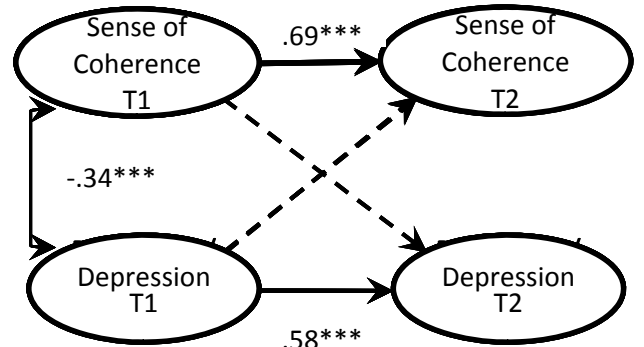 Sense of
Coherence
T1
.69***
Sense of
Coherence
T2
-.34***
Depression
T1
Depression
T2
.58***